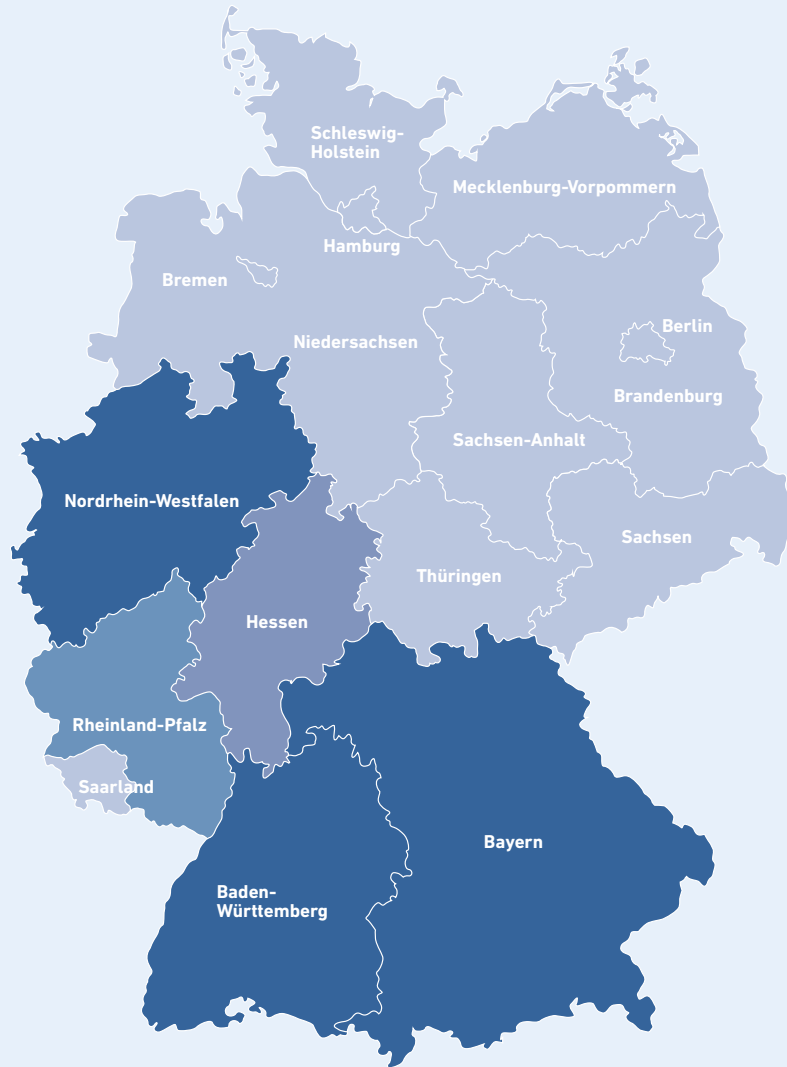 Schleswig-
Holstein
Mecklenburg-Vorpommern
Hamburg
Bremen
Berlin
Niedersachsen
Brandenburg
Sachsen-Anhalt
Nordrhein-Westfalen
Sachsen
Thüringen
Hessen
Rheinland-Pfalz
Saarland
Bayern
Baden-
Württemberg